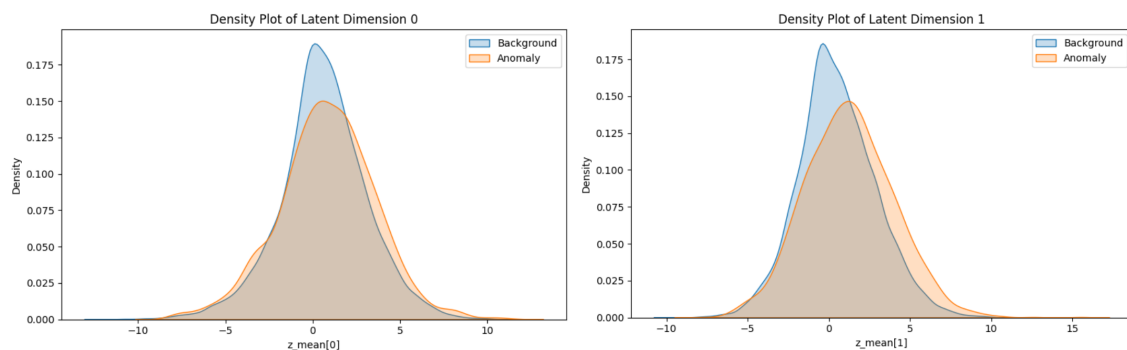 Density Plot of Latent Dimension 0
Background
Anomaly
0.175
0.150
0.125
0.100
0.075
0.050
0.025
0.000
Density
−10
−5
0
5
10
z_mean[0]
Density Plot of Latent Dimension 1
Background
Anomaly
0.175
0.150
0.125
0.100
0.075
0.050
0.025
0.000
Density
−10
−5
0
5
10
15
z_mean[1]